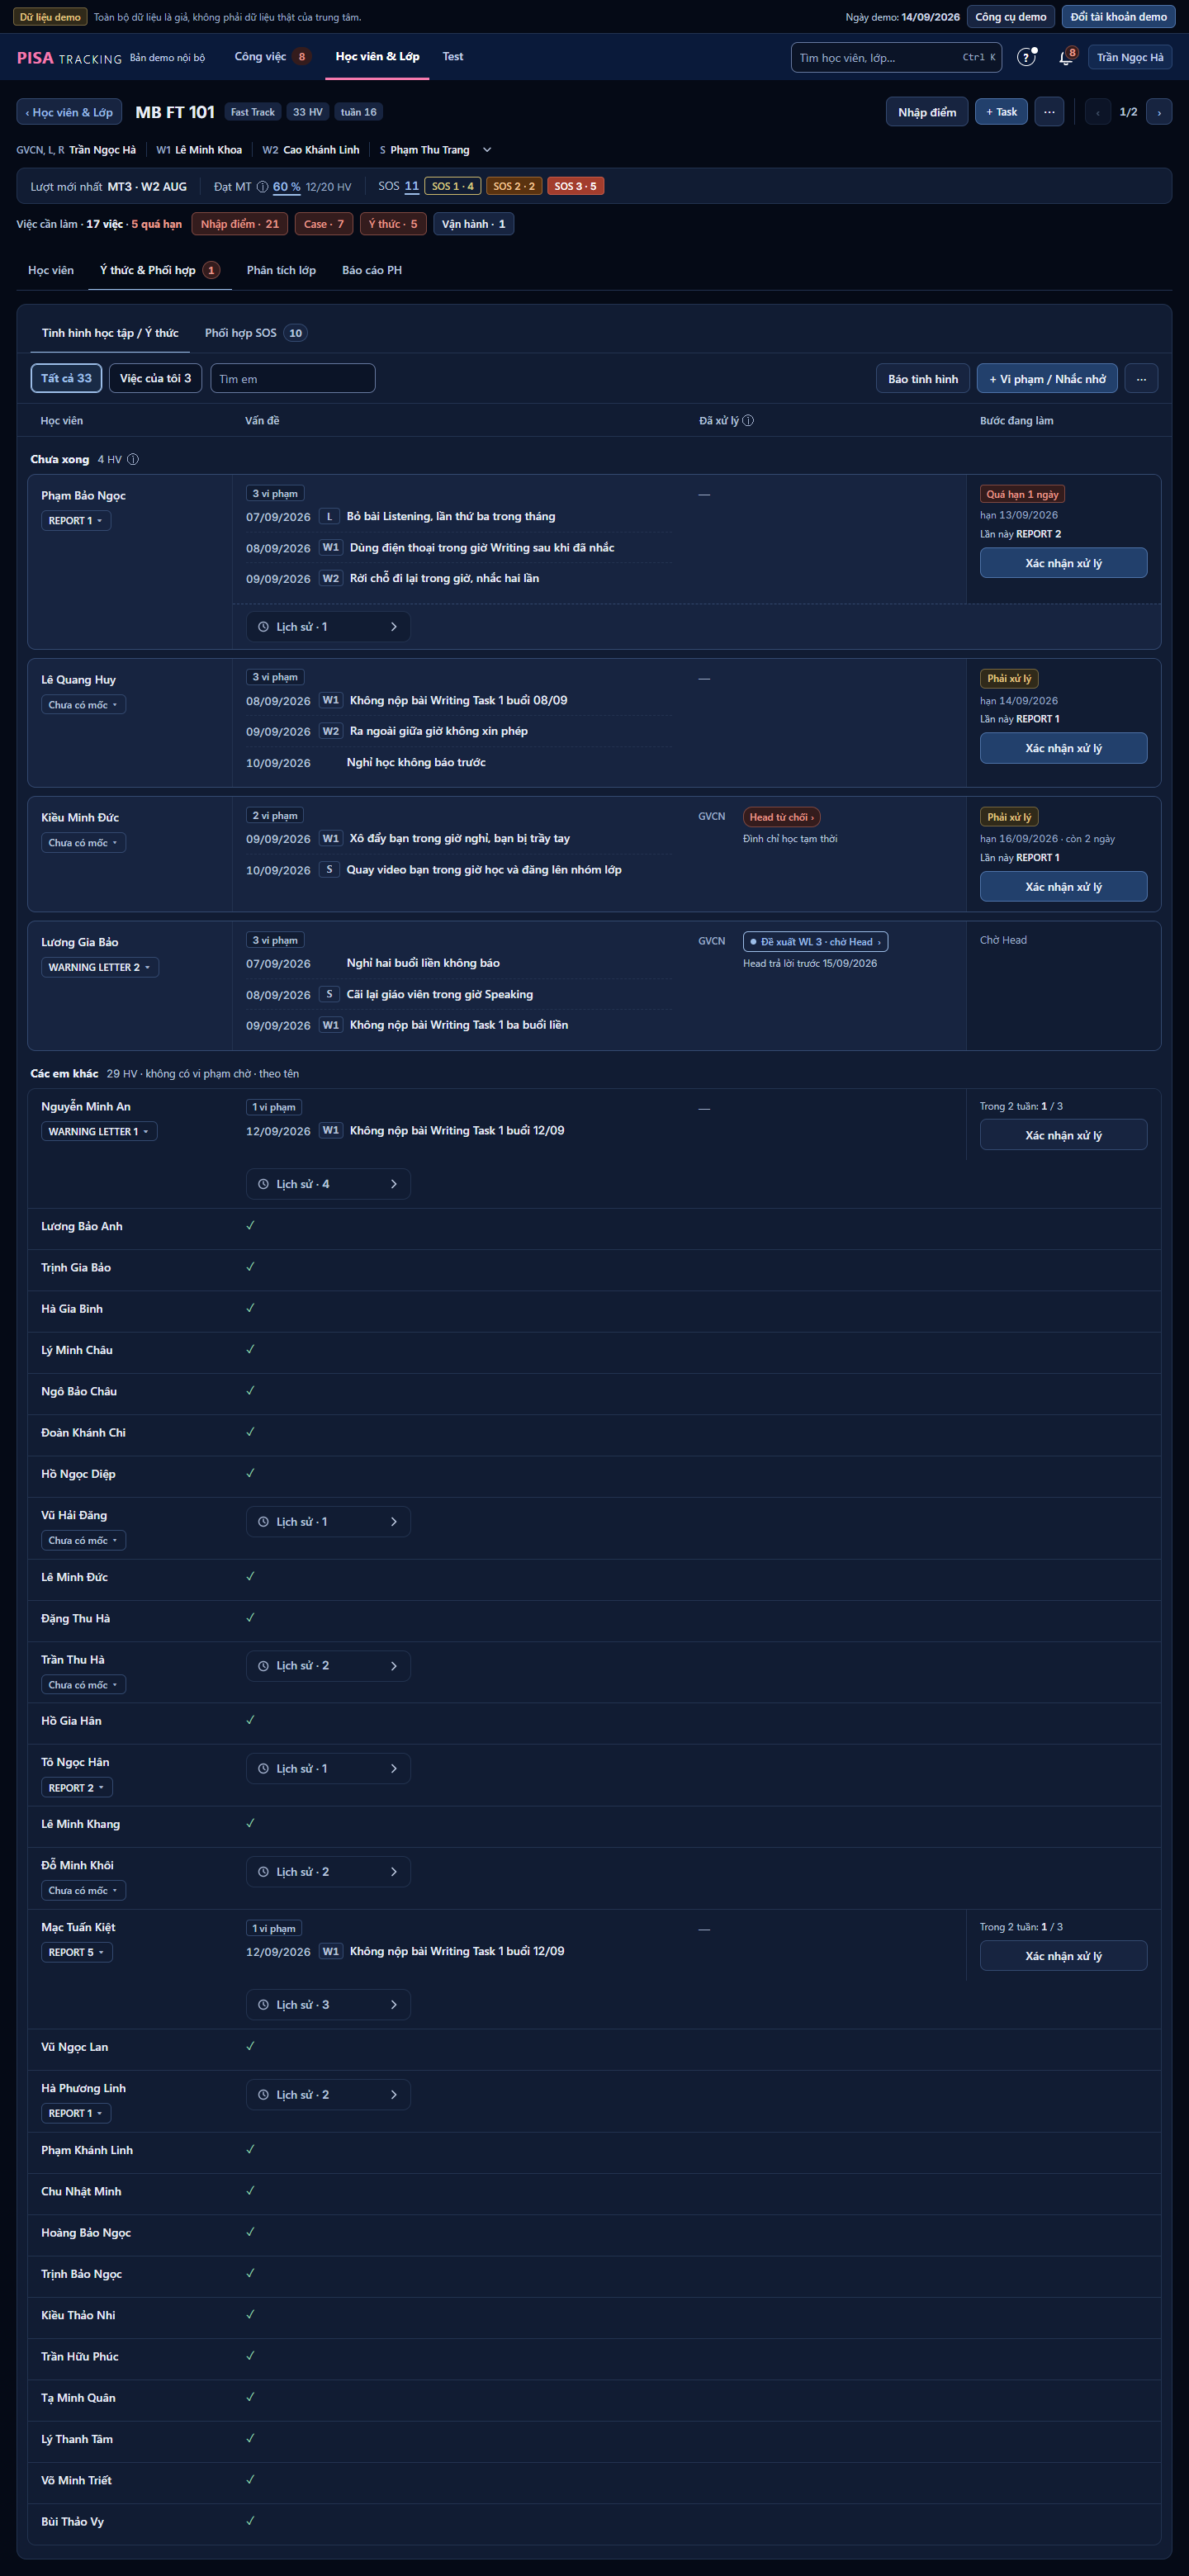 Dữ liệu demo Toàn bộ dữ liệu là giả, không phải dữ liệu thật của trung tâm. Ngày demo: 14/09/2026 Công cụ demo Đổi tài khoản demo
PISA TRACKING Bản demo nội bộ Công việc 8 Học viên & Lớp Test Tìm học viên, lớp... Ctrl K ? 8 Trần Ngọc Hà
‹ Học viên & Lớp MB FT 101 Fast Track 33 HV tuần 16 Nhập điểm + Task ... ‹ 1/2 ›
GVCN, L, R Trần Ngọc Hà W1 Lê Minh Khoa W2 Cao Khánh Linh S Phạm Thu Trang
Lượt mới nhất MT3 · W2 AUG Đạt MT ⓘ 60 % 12/20 HV SOS 11 SOS 1 · 4 SOS 2 · 2 SOS 3 · 5
Việc cần làm · 17 việc · 5 quá hạn Nhập điểm · 21 Case · 7 Ý thức · 5 Vận hành · 1
Học viên Ý thức & Phối hợp 1 Phân tích lớp Báo cáo PH
Tình hình học tập / Ý thức Phối hợp SOS 10
Tất cả 33 Việc của tôi 3 Tìm em Báo tình hình + Vi phạm / Nhắc nhở ...
Học viên Vấn đề Đã xử lý ⓘ Bước đang làm
Chưa xong 4 HV ⓘ
Phạm Bảo Ngọc 3 vi phạm — Quá hạn 1 ngày
REPORT 1 07/09/2026 L Bỏ bài Listening, lần thứ ba trong tháng hạn 13/09/2026
Lần này REPORT 2
08/09/2026 W1 Dùng điện thoại trong giờ Writing sau khi đã nhắc
Xác nhận xử lý
09/09/2026 W2 Rời chỗ đi lại trong giờ, nhắc hai lần
Lịch sử · 1
Lê Quang Huy 3 vi phạm — Phải xử lý
Chưa có mốc 08/09/2026 W1 Không nộp bài Writing Task 1 buổi 08/09 hạn 14/09/2026
Lần này REPORT 1
09/09/2026 W2 Ra ngoài giữa giờ không xin phép
Xác nhận xử lý
10/09/2026 Nghỉ học không báo trước
Kiều Minh Đức 2 vi phạm GVCN Head từ chối › Phải xử lý
Chưa có mốc 09/09/2026 W1 Xô đẩy bạn trong giờ nghỉ, bạn bị trầy tay Đình chỉ học tạm thời hạn 16/09/2026 · còn 2 ngày
Lần này REPORT 1
10/09/2026 S Quay video bạn trong giờ học và đăng lên nhóm lớp
Xác nhận xử lý
Lương Gia Bảo 3 vi phạm GVCN Đề xuất WL 3 · chờ Head › Chờ Head
WARNING LETTER 2 07/09/2026 Nghỉ hai buổi liền không báo Head trả lời trước 15/09/2026
08/09/2026 S Cãi lại giáo viên trong giờ Speaking
09/09/2026 W1 Không nộp bài Writing Task 1 ba buổi liền
Các em khác 29 HV · không có vi phạm chờ · theo tên
Nguyễn Minh An 1 vi phạm — Trong 2 tuần: 1 / 3
WARNING LETTER 1 12/09/2026 W1 Không nộp bài Writing Task 1 buổi 12/09 Xác nhận xử lý
Lịch sử · 4
Lương Bảo Anh ✓
Trịnh Gia Bảo ✓
Hà Gia Bình ✓
Lý Minh Châu ✓
Ngô Bảo Châu ✓
Đoàn Khánh Chi ✓
Hồ Ngọc Diệp ✓
Vũ Hải Đăng Lịch sử · 1
Chưa có mốc
Lê Minh Đức ✓
Đặng Thu Hà ✓
Trần Thu Hà Lịch sử · 2
Chưa có mốc
Hồ Gia Hân ✓
Tô Ngọc Hân Lịch sử · 1
REPORT 2
Lê Minh Khang ✓
Đỗ Minh Khôi Lịch sử · 2
Chưa có mốc
Mạc Tuấn Kiệt 1 vi phạm — Trong 2 tuần: 1 / 3
REPORT 5 12/09/2026 W1 Không nộp bài Writing Task 1 buổi 12/09 Xác nhận xử lý
Lịch sử · 3
Vũ Ngọc Lan ✓
Hà Phương Linh Lịch sử · 2
REPORT 1
Phạm Khánh Linh ✓
Chu Nhật Minh ✓
Hoàng Bảo Ngọc ✓
Trịnh Bảo Ngọc ✓
Kiều Thảo Nhi ✓
Trần Hữu Phúc ✓
Tạ Minh Quân ✓
Lý Thanh Tâm ✓
Võ Minh Triết ✓
Bùi Thảo Vy ✓